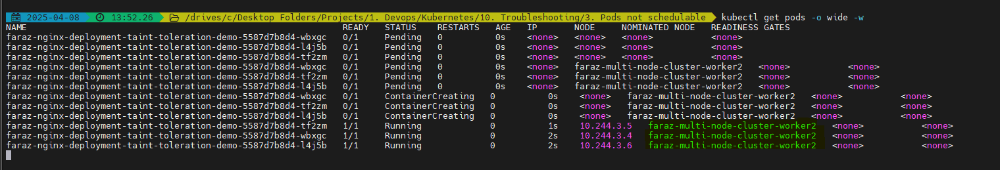 2025-04-08 13:52.26 /drives/c/Desktop Folders/Projects/1. Devops/Kubernetes/10. Troubleshooting/3. Pods not schedulable kubectl get pods -o wide -w
NAME READY STATUS RESTARTS AGE IP NODE NOMINATED NODE READINESS GATES
faraz-nginx-deployment-taint-toleration-demo-5587d7b8d4-wbxgc 0/1 Pending 0 0s <none> <none> <none> <none>
faraz-nginx-deployment-taint-toleration-demo-5587d7b8d4-l4j5b 0/1 Pending 0 0s <none> <none> <none> <none>
faraz-nginx-deployment-taint-toleration-demo-5587d7b8d4-tf2zm 0/1 Pending 0 0s <none> <none> <none> <none>
faraz-nginx-deployment-taint-toleration-demo-5587d7b8d4-wbxgc 0/1 Pending 0 0s <none> faraz-multi-node-cluster-worker2 <none> <none>
faraz-nginx-deployment-taint-toleration-demo-5587d7b8d4-tf2zm 0/1 Pending 0 0s <none> faraz-multi-node-cluster-worker2 <none> <none>
faraz-nginx-deployment-taint-toleration-demo-5587d7b8d4-l4j5b 0/1 Pending 0 0s <none> faraz-multi-node-cluster-worker2 <none> <none>
faraz-nginx-deployment-taint-toleration-demo-5587d7b8d4-wbxgc 0/1 ContainerCreating 0 0s <none> faraz-multi-node-cluster-worker2 <none> <none>
faraz-nginx-deployment-taint-toleration-demo-5587d7b8d4-tf2zm 0/1 ContainerCreating 0 0s <none> faraz-multi-node-cluster-worker2 <none> <none>
faraz-nginx-deployment-taint-toleration-demo-5587d7b8d4-l4j5b 0/1 ContainerCreating 0 0s <none> faraz-multi-node-cluster-worker2 <none> <none>
faraz-nginx-deployment-taint-toleration-demo-5587d7b8d4-tf2zm 1/1 Running 0 1s 10.244.3.5 faraz-multi-node-cluster-worker2 <none> <none>
faraz-nginx-deployment-taint-toleration-demo-5587d7b8d4-wbxgc 1/1 Running 0 2s 10.244.3.4 faraz-multi-node-cluster-worker2 <none> <none>
faraz-nginx-deployment-taint-toleration-demo-5587d7b8d4-l4j5b 1/1 Running 0 2s 10.244.3.6 faraz-multi-node-cluster-worker2 <none> <none>